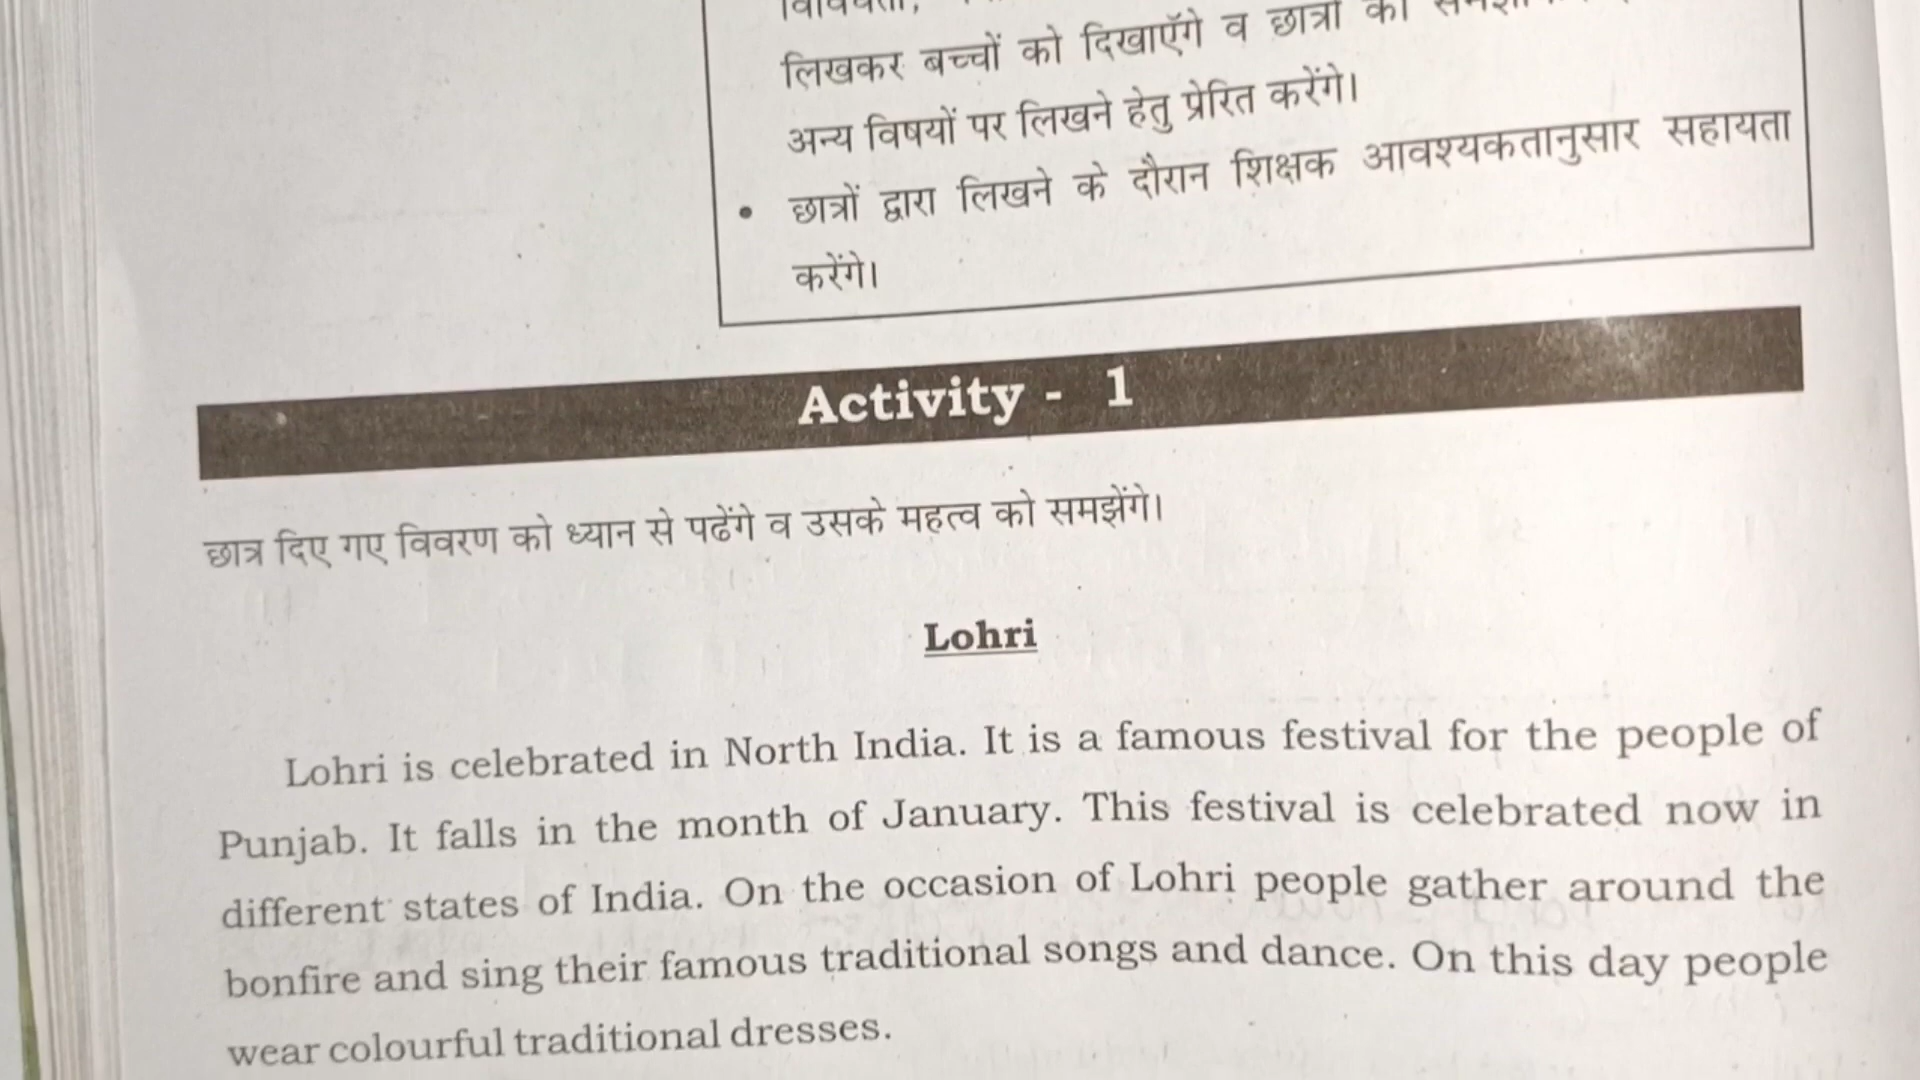 लिखकर बच्चों को दिखाएँगे व छात्रों को
अन्य विषयों पर लिखने हेतु प्रेरित करेंगे।
• छात्रों द्वारा लिखने के दौरान शिक्षक आवश्यकतानुसार सहायता
करेंगे।
Activity - 1
छात्र दिए गए विवरण को ध्यान से पढेंगे व उसके महत्व को समझेंगे।
Lohri
Lohri is celebrated in North India. It is a famous festival for the people of
Punjab. It falls in the month of January. This festival is celebrated now in
different states of India. On the occasion of Lohri people gather around the
bonfire and sing their famous traditional songs and dance. On this day people
wear colourful traditional dresses.